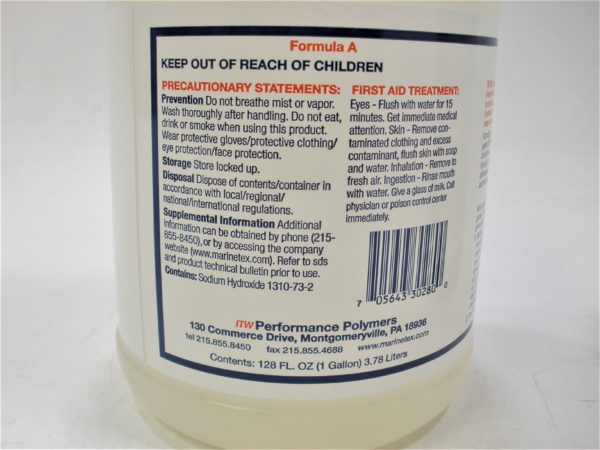 Formula A
KEEP OUT OF REACH OF CHILDREN
PRECAUTIONARY STATEMENTS:
Prevention Do not breathe mist or vapor.
Wash thoroughly after handling. Do not eat,
drink or smoke when using this product.
Wear protective gloves/protective clothing/
eye protection/face protection.
Storage Store locked up.
Disposal Dispose of contents/container in
accordance with local/regional/
national/international regulations.
Supplemental Information Additional
information can be obtained by phone (215-
855-8450), or by accessing the company
website (www.marinetex.com). Refer to sds
and product technical bulletin prior to use.
Contains: Sodium Hydroxide 1310-73-2
FIRST AID TREATMENT:
Eyes - Flush with water for 15
minutes. Get immediate medical
attention. Skin - Remove con-
taminated clothing and excess
contaminant, flush skin with soap
and water. Inhalation - Remove to
fresh air. Ingestion - Rinse mouth
with water. Give a glass of milk. Call
physician or poison control center
immediately.
7 05643 30280 0
ITW Performance Polymers
130 Commerce Drive, Montgomeryville, PA 18936
tel 215.855.8450 fax 215.855.4688 www.marinetex.com
Contents: 128 FL. OZ (1 Gallon) 3.78 Liters